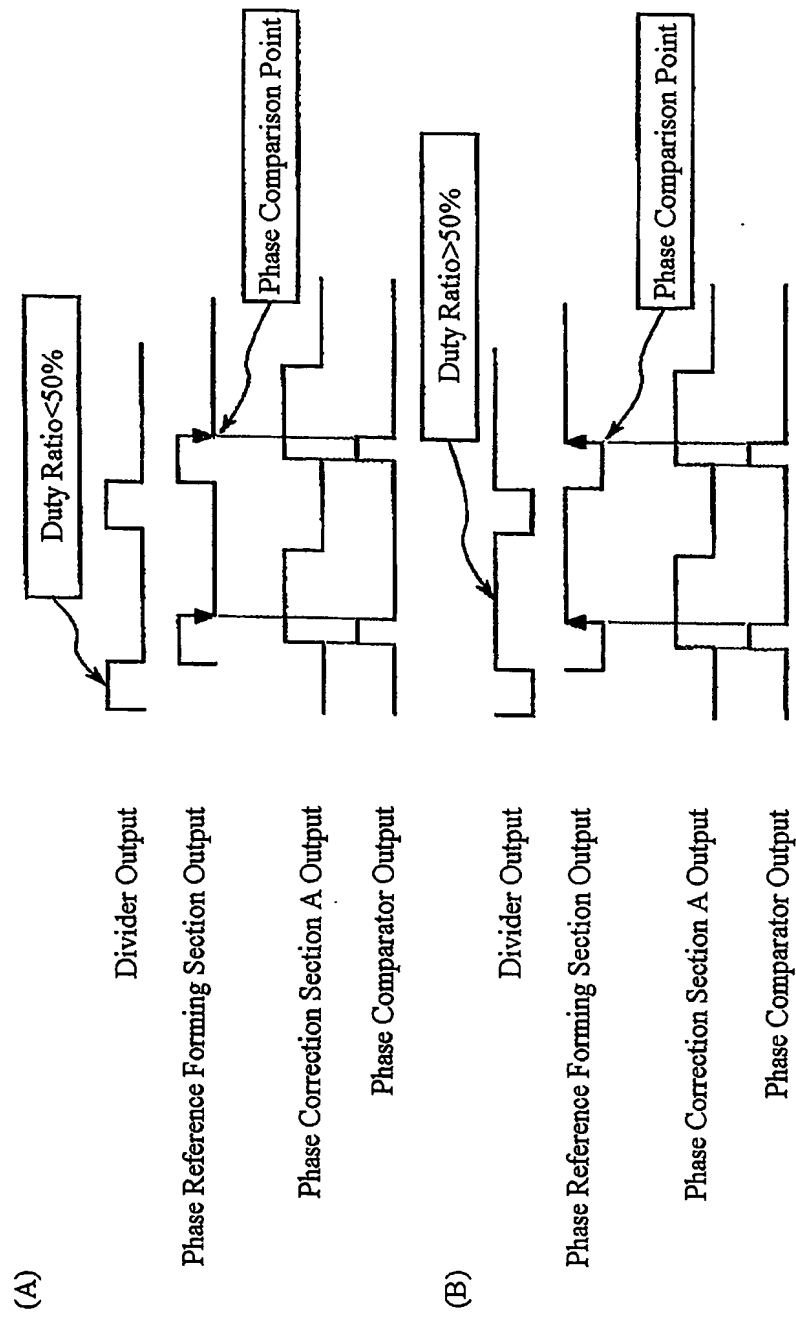 (A)
Duty Ratio<50%
Divider Output
Phase Reference Forming Section Output
Phase Comparison Point
Phase Correction Section A Output
Phase Comparator Output
(B)
Duty Ratio>50%
Divider Output
Phase Reference Forming Section Output
Phase Comparison Point
Phase Correction Section A Output
Phase Comparator Output